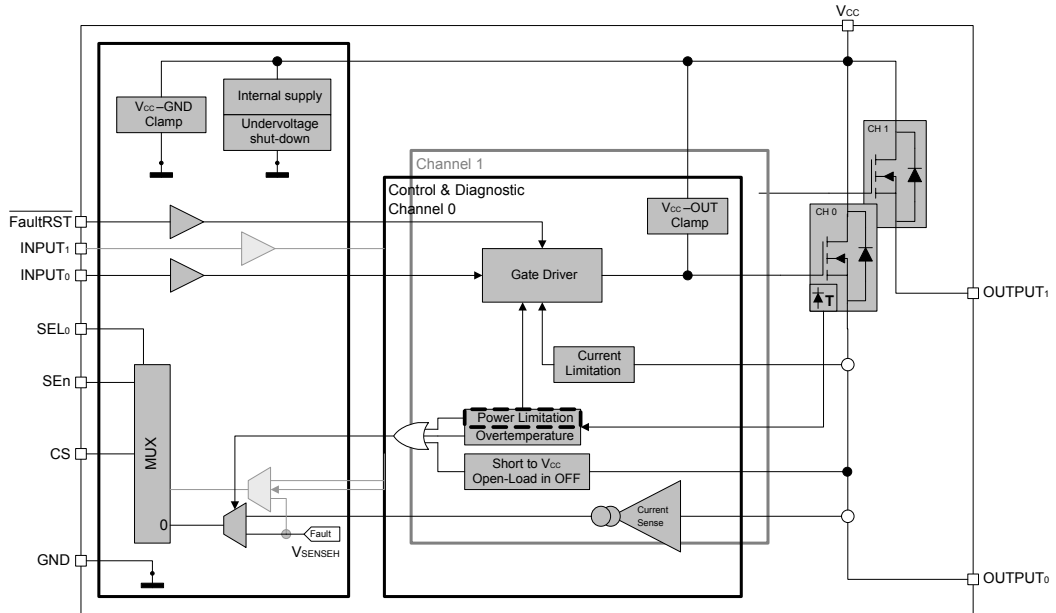 VCC
VCC–GND
Clamp
Internal supply
Undervoltage
shut-down
CH 1
Channel 1
Control & Diagnostic
Channel 0
VCC–OUT
Clamp
CH 0
FaultRST
INPUT1
INPUT0
Gate Driver
OUTPUT1
T
SEL0
SEn
Current
Limitation
Power Limitation
Overtemperature
MUX
CS
Short to VCC
Open-Load in OFF
Current
Sense
0
Fault
VSENSEH
GND
OUTPUT0